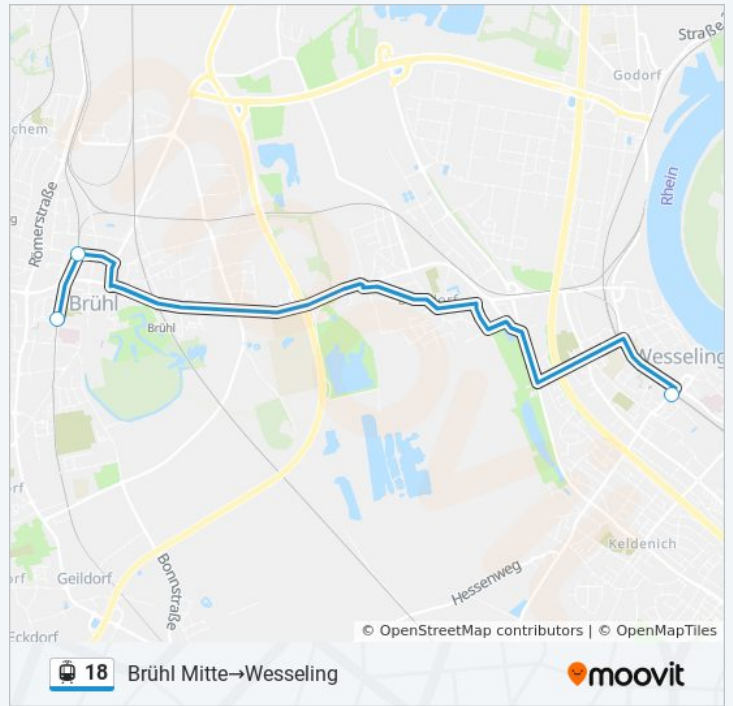 Straße
Godorf
chem
Rhein
Römerstraße
g
Brühl
Brühl
Wesseling
rf
Keldenich
Bonnstraße
orf
Geildorf
Hessenweg
Eckdorf
© OpenStreetMap contributors | © OpenMapTiles
18 Brühl Mitte→Wesseling
moovit